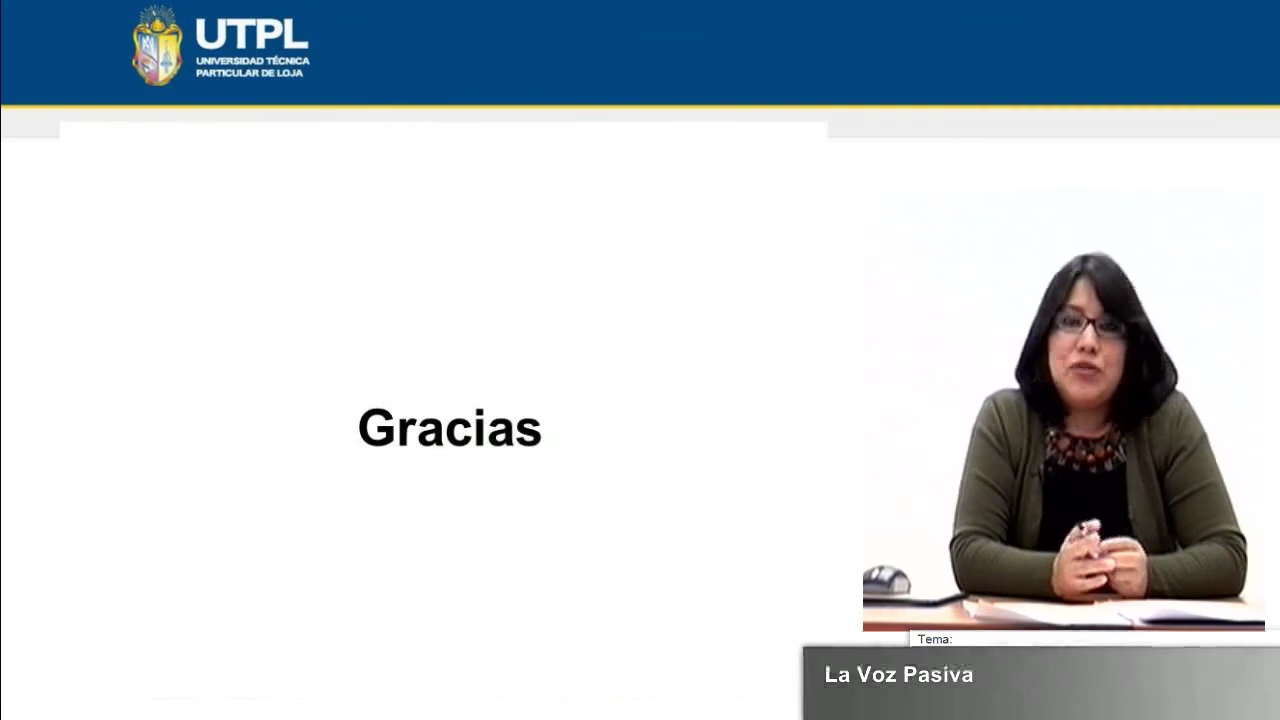 UTPL
UNIVERSIDAD TÉCNICA
PARTICULAR DE LOJA
Gracias
Tema:
La Voz Pasiva